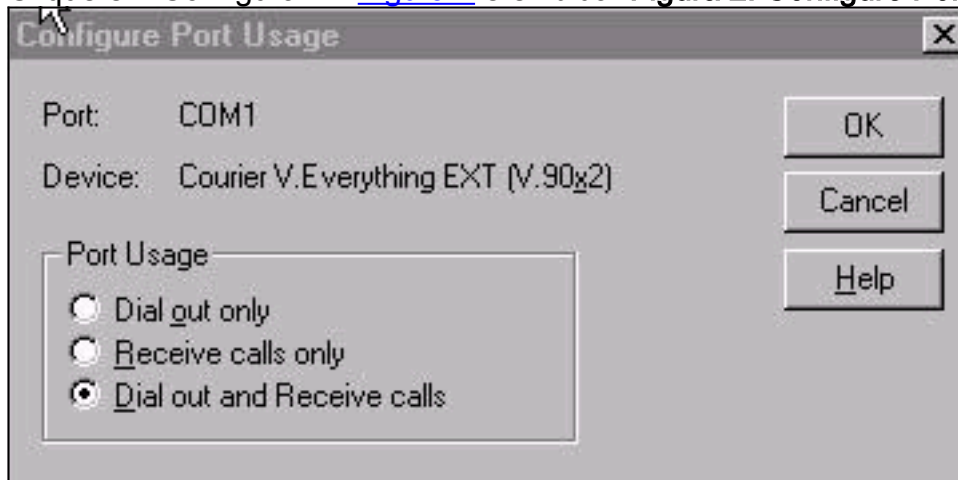 Configure Port Usage
Port: COM1
Device: Courier V.Everything EXT (V.90x2)
Port Usage
Dial out only
Receive calls only
Dial out and Receive calls
OK
Cancel
Help